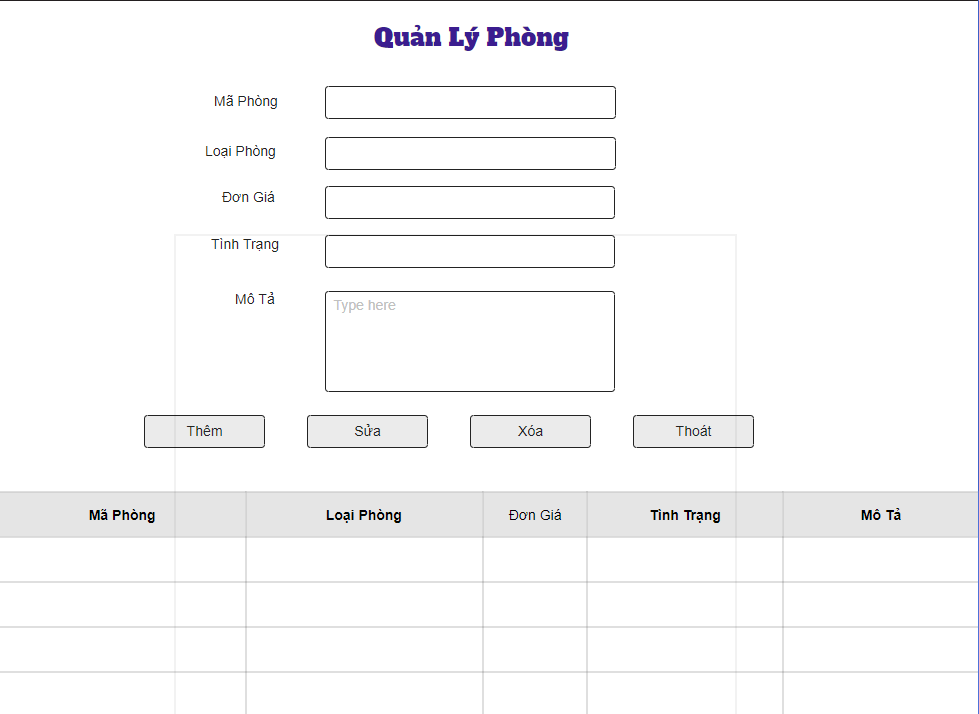 Quản Lý Phòng
Mã Phòng
Loại Phòng
Đơn Giá
Tình Trạng
Mô Tả
Type here
Thêm Sửa Xóa Thoát
Mã Phòng Loại Phòng Đơn Giá Tình Trạng Mô Tả